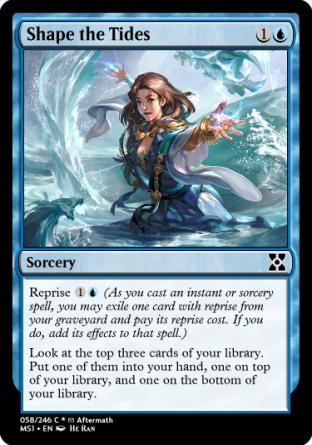 Shape the Tides 1
Sorcery
Reprise 1 (As you cast an instant or sorcery
spell, you may exile one card with reprise from
your graveyard and pay its reprise cost. If you
do, add its effects to that spell.)
Look at the top three cards of your library.
Put one of them into your hand, one on top
of your library, and one on the bottom of
your library.
058/246 C * Aftermath
MS1 • EN HE RAN